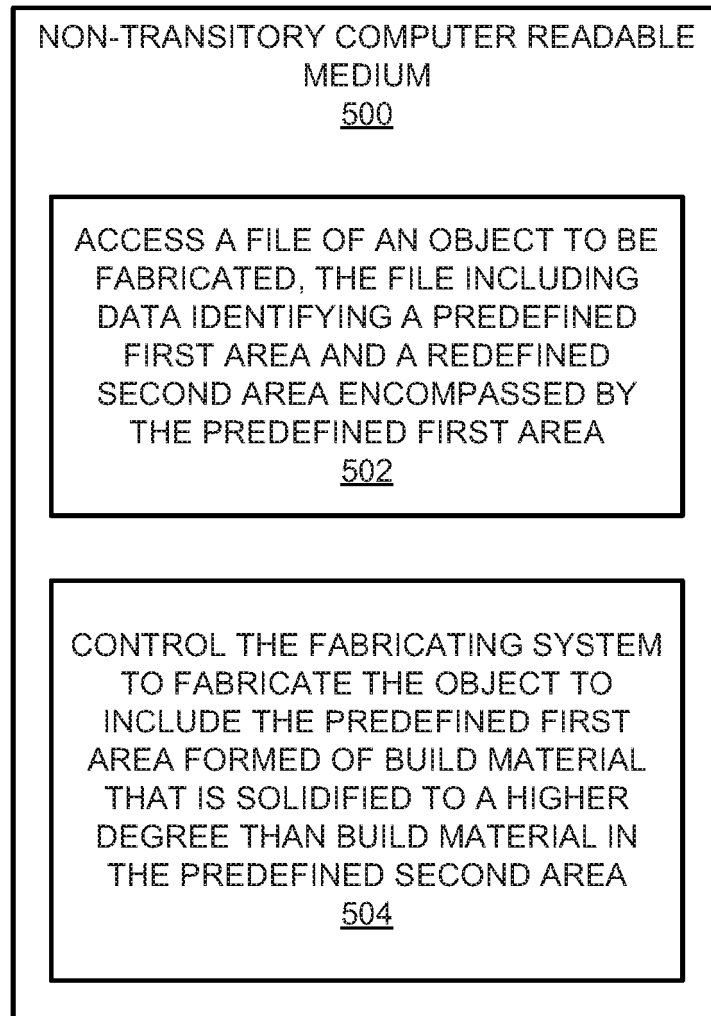 NON-TRANSITORY COMPUTER READABLE
MEDIUM
500
ACCESS A FILE OF AN OBJECT TO BE
FABRICATED, THE FILE INCLUDING
DATA IDENTIFYING A PREDEFINED
FIRST AREA AND A REDEFINED
SECOND AREA ENCOMPASSED BY
THE PREDEFINED FIRST AREA
502
CONTROL THE FABRICATING SYSTEM
TO FABRICATE THE OBJECT TO
INCLUDE THE PREDEFINED FIRST
AREA FORMED OF BUILD MATERIAL
THAT IS SOLIDIFIED TO A HIGHER
DEGREE THAN BUILD MATERIAL IN
THE PREDEFINED SECOND AREA
504